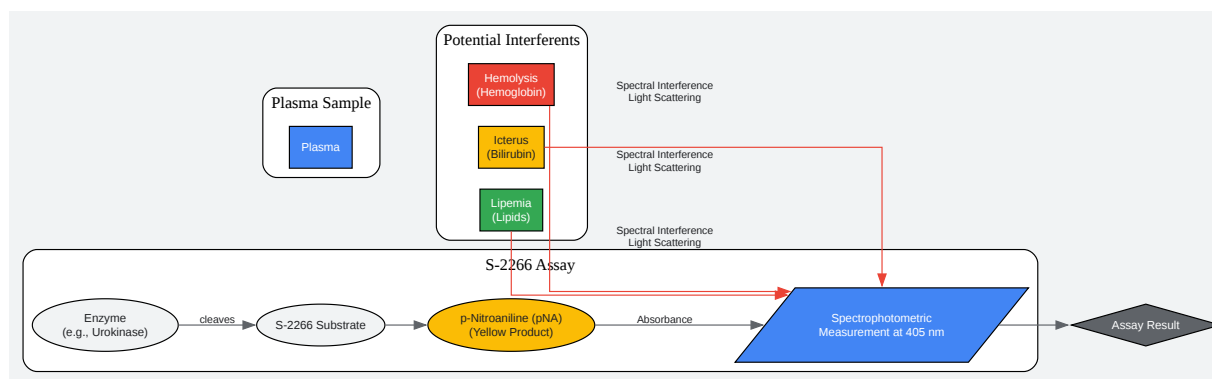 Potential Interferents
Hemolysis
(Hemoglobin)
Spectral Interference
Light Scattering
Plasma Sample
Plasma
Icterus
(Bilirubin)
Spectral Interference
Light Scattering
Lipemia
(Lipids)
Spectral Interference
Light Scattering
S-2266 Assay
Enzyme
(e.g., Urokinase)
cleaves
S-2266 Substrate
p-Nitroaniline (pNA)
(Yellow Product)
Absorbance
Spectrophotometric
Measurement at 405 nm
Assay Result